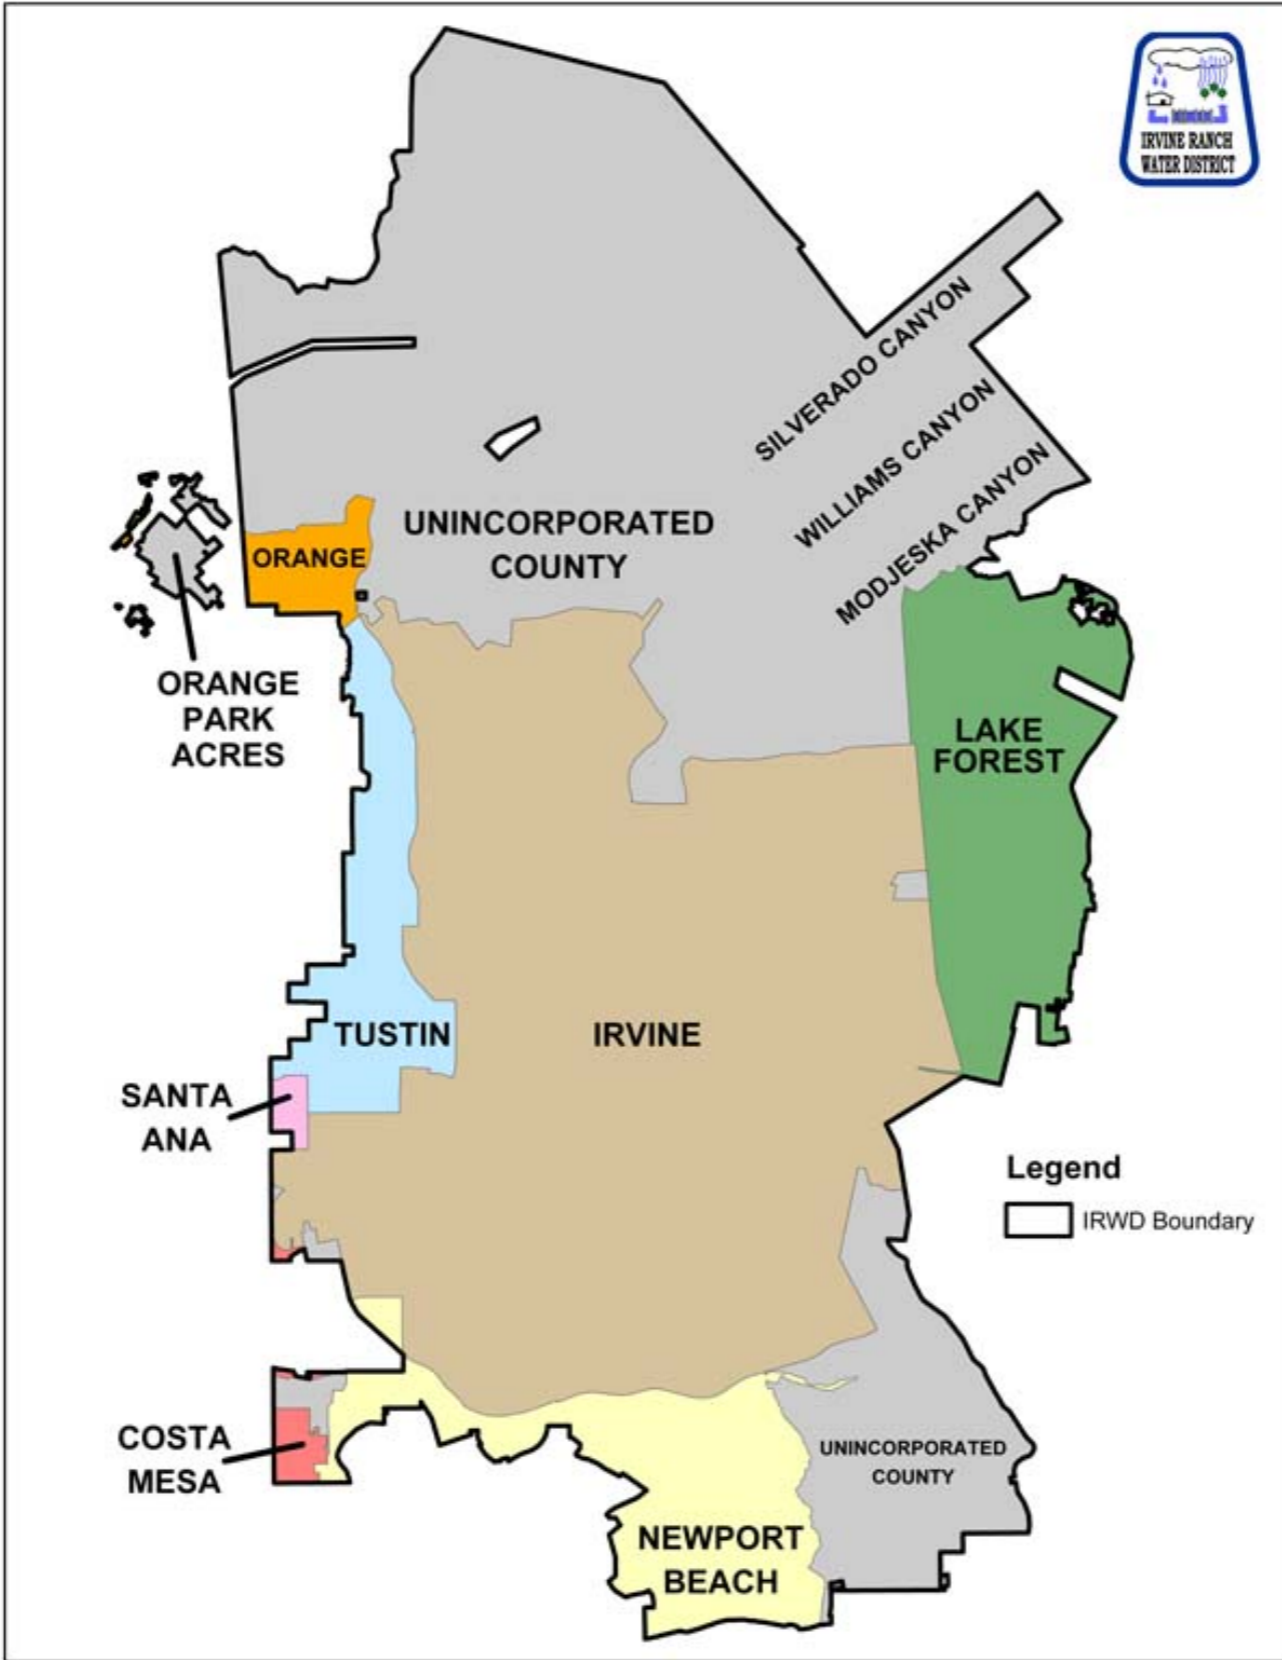 IRVINE RANCH
WATER DISTRICT
SILVERADO CANYON
WILLIAMS CANYON
MODJESKA CANYON
UNINCORPORATED
COUNTY
ORANGE
ORANGE
PARK
ACRES
LAKE
FOREST
TUSTIN
IRVINE
SANTA
ANA
Legend
IRWD Boundary
COSTA
MESA
UNINCORPORATED
COUNTY
NEWPORT
BEACH